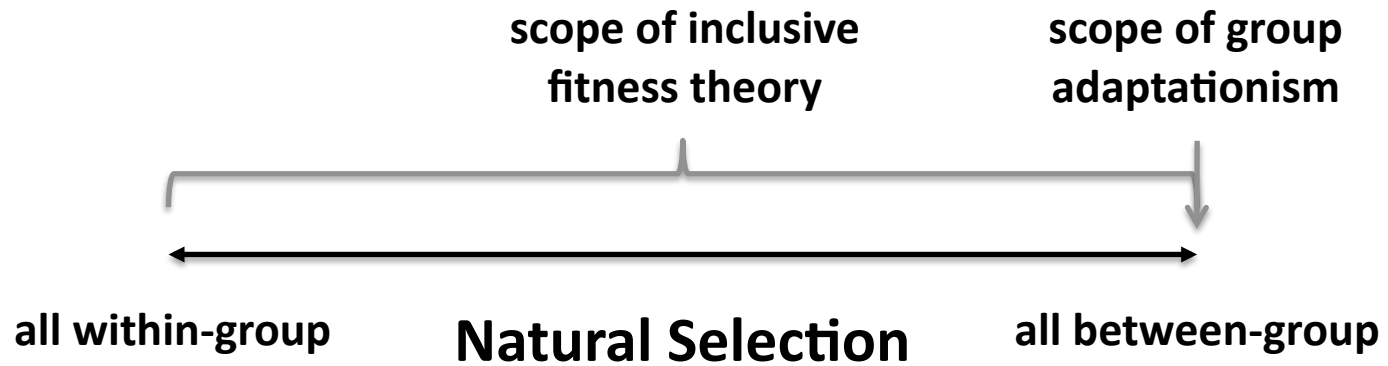 scope of inclusive
fitness theory
scope of group
adaptationism
all within-group
Natural Selection
all between-group